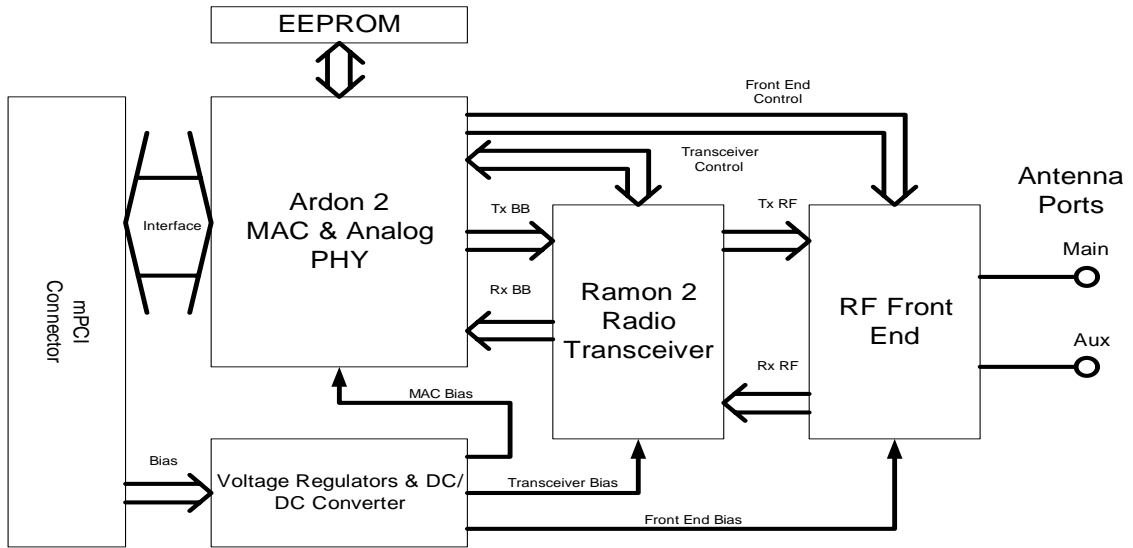 EEPROM
Front End
Control
Transceiver
Control
Antenna
Ports
Ardon 2
MAC & Analog
PHY
Tx BB
Tx RF
Interface
Main
mPCI
Connector
Rx BB
Ramon 2
Radio
Transceiver
RF Front
End
Aux
Rx RF
MAC Bias
Bias
Voltage Regulators & DC/
DC Converter
Transceiver Bias
Front End Bias